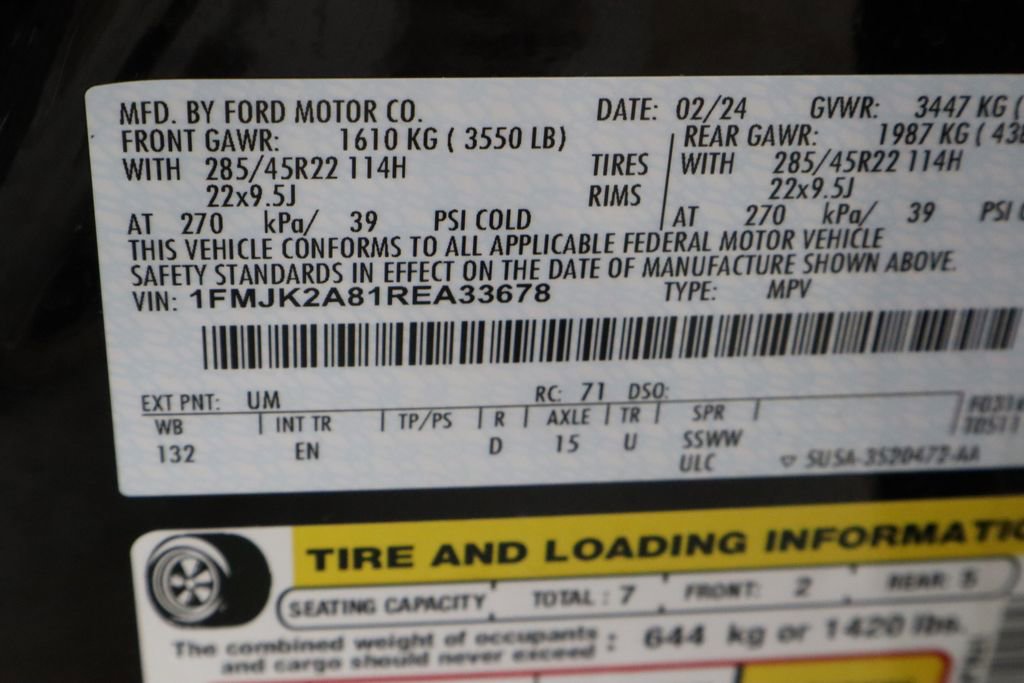 MFD. BY FORD MOTOR CO. DATE: 02/24 GVWR: 3447 KG (
FRONT GAWR: 1610 KG ( 3550 LB) REAR GAWR: 1987 KG (
WITH 285/45R22 114H TIRES WITH 285/45R22 114H
22x9.5J RIMS 22x9.5J
AT 270 kPa/ 39 PSI COLD AT 270 kPa/ 39 PSI
THIS VEHICLE CONFORMS TO ALL APPLICABLE FEDERAL MOTOR VEHICLE
SAFETY STANDARDS IN EFFECT ON THE DATE OF MANUFACTURE SHOWN ABOVE.
VIN: 1FMJK2A81REA33678 TYPE: MPV
EXT PNT: UM RC: 71 DSO:
WB INT TR TP/PS R AXLE TR SPR
132 EN D 15 U SSWW
ULC 5USA-3520472-AA
TIRE AND LOADING
SEATING CAPACITY TOTAL : 7 FRONT: 2 REAR: 5
The combined weight of occupants : 644 kg or 1420 lbs.
and cargo should never exceed